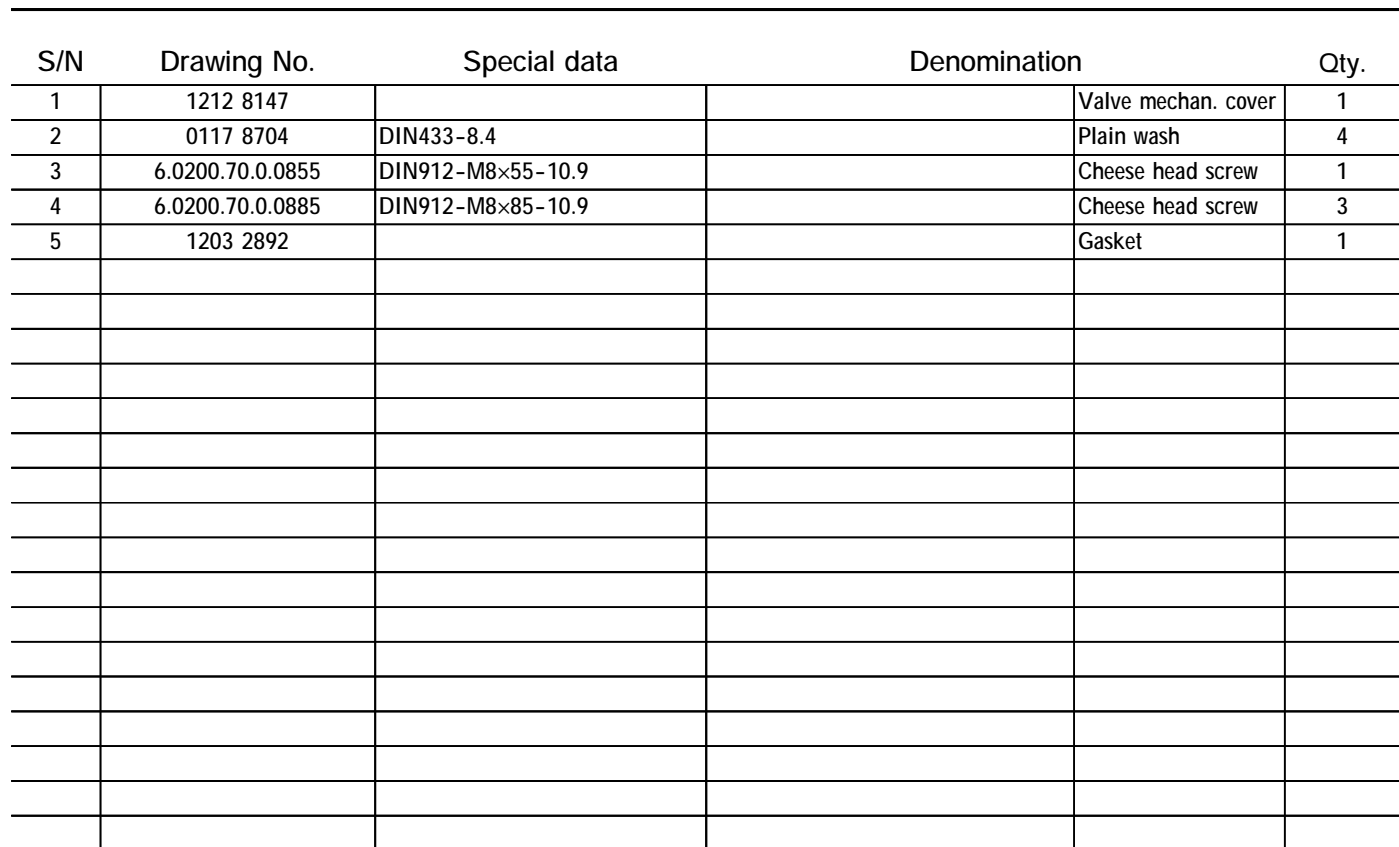 S/N Drawing No. Special data Denomination Qty.
1 1212 8147 Valve mechan. cover 1
2 0117 8704 DIN433-8.4 Plain wash 4
3 6.0200.70.0.0855 DIN912-M8×55-10.9 Cheese head screw 1
4 6.0200.70.0.0885 DIN912-M8×85-10.9 Cheese head screw 3
5 1203 2892 Gasket 1